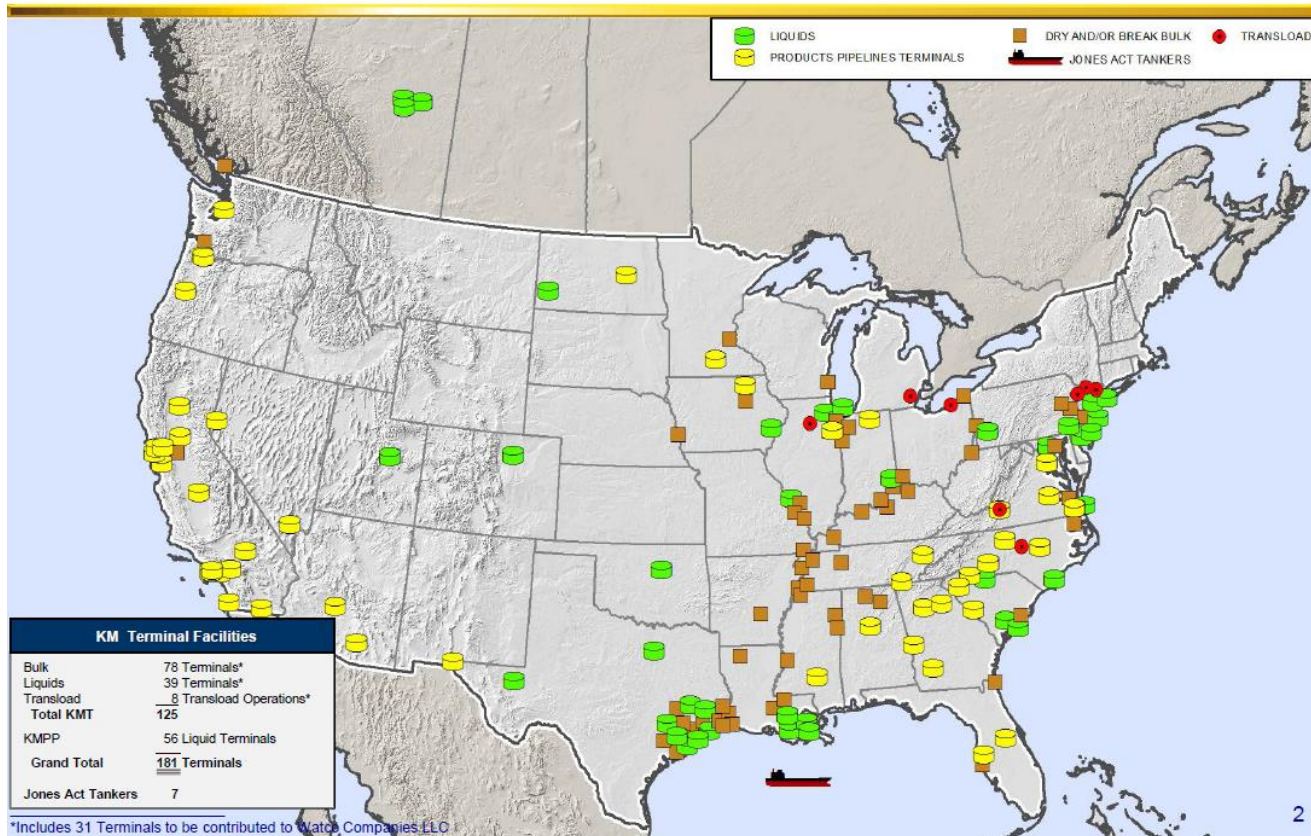 LIQUIDS
DRY AND/OR BREAK BULK
TRANSLOAD
PRODUCTS PIPELINES TERMINALS
JONES ACT TANKERS
KM Terminal Facilities
Bulk 78 Terminals*
Liquids 39 Terminals*
Transload 8 Transload Operations*
Total KMT 125
KMPP 56 Liquid Terminals
Grand Total 181 Terminals
Jones Act Tankers 7
*Includes 31 Terminals to be contributed to Watco Companies LLC
2